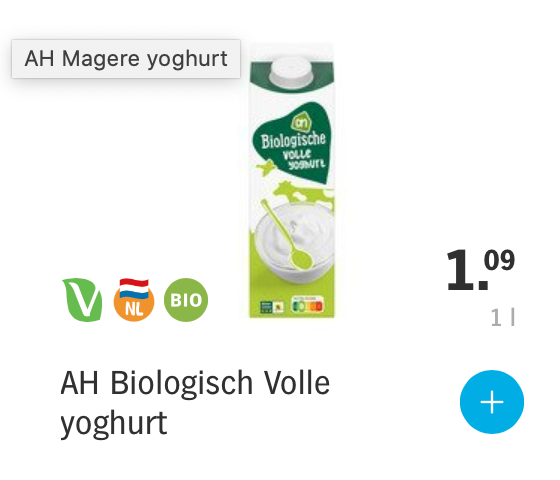 AH Magere yoghurt
ah
Biologische
VOLLE
YOGHURT
V
NL
BIO
1.09
1 l
AH Biologisch Volle
yoghurt
+